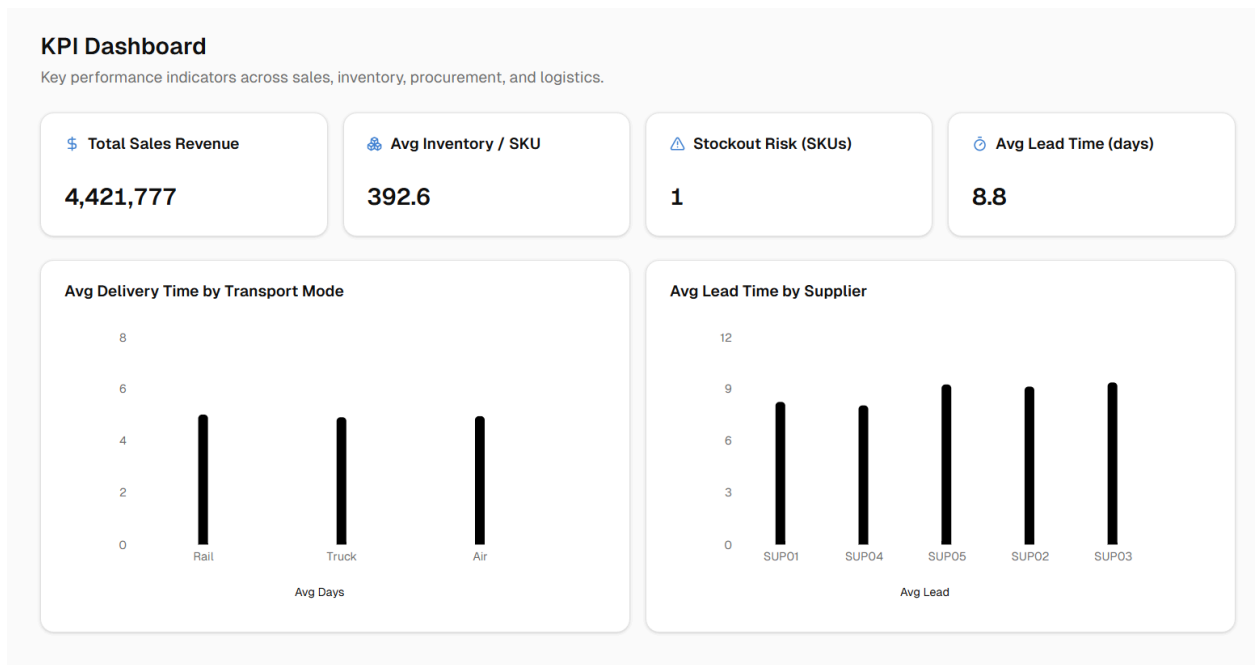 KPI Dashboard
Key performance indicators across sales, inventory, procurement, and logistics.
Total Sales Revenue
4,421,777
Avg Inventory / SKU
392.6
Stockout Risk (SKUs)
1
Avg Lead Time (days)
8.8
Avg Delivery Time by Transport Mode
8
6
4
2
0
Rail Truck Air
Avg Days
Avg Lead Time by Supplier
12
9
6
3
0
SUP01 SUP04 SUP05 SUP02 SUP03
Avg Lead